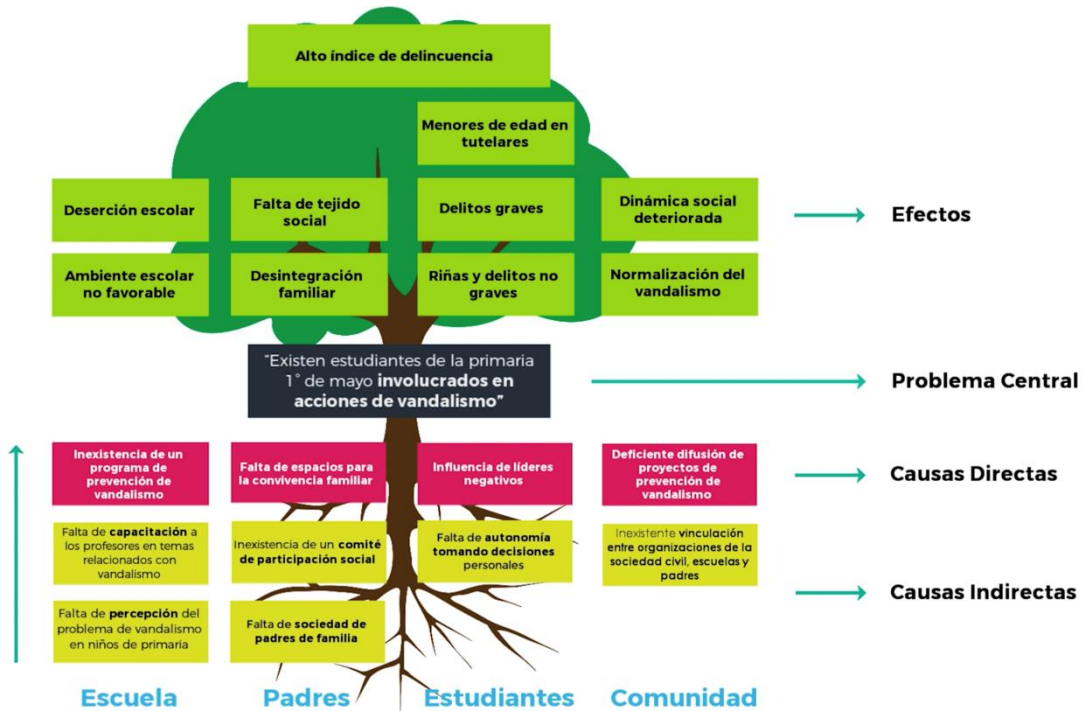 Alto índice de delincuencia
Menores de edad en
tutelares
Deserción escolar
Falta de tejido
social
Delitos graves
Dinámica social
deteriorada
Efectos
Ambiente escolar
no favorable
Desintegración
familiar
Riñas y delitos no
graves
Normalización del
vandalismo
"Existen estudiantes de la primaria
1° de mayo involucrados en
acciones de vandalismo"
Problema Central
Inexistencia de un
programa de
prevención de
vandalismo
Falta de espacios para
la convivencia familiar
Influencia de líderes
negativos
Deficiente difusión de
proyectos de
prevención de
vandalismo
Causas Directas
Falta de capacitación a
los profesores en temas
relacionados con
vandalismo
Inexistencia de un comité
de participación social
Falta de autonomía
tomando decisiones
personales
Inexistente vinculación
entre organizaciones de la
sociedad civil, escuelas y
padres
Causas Indirectas
Falta de percepción del
problema de vandalismo
en niños de primaria
Falta de sociedad de
padres de familia
Escuela
Padres
Estudiantes
Comunidad